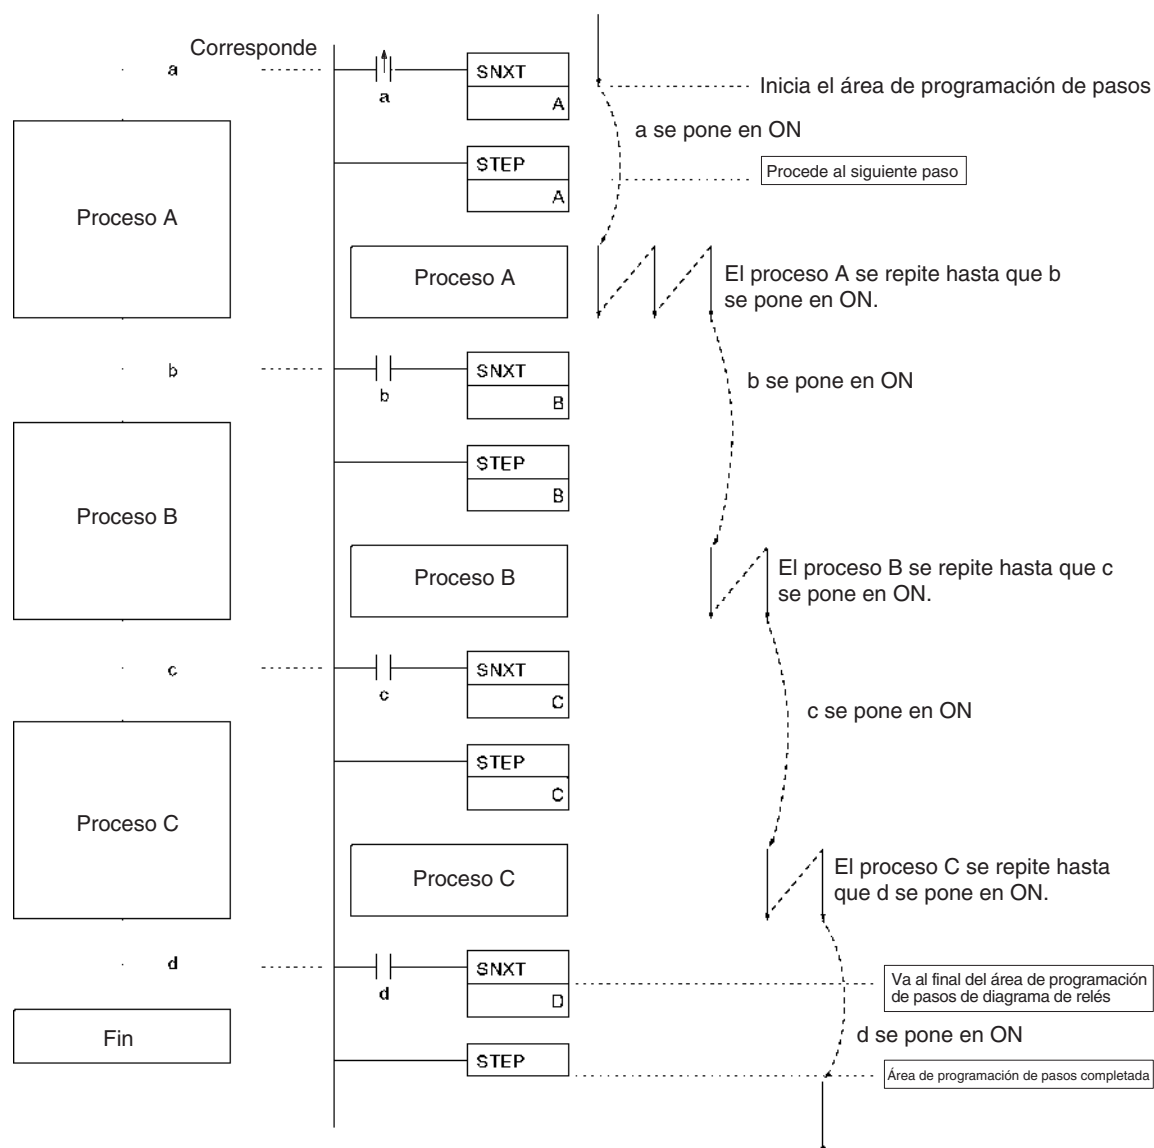 Corresponde
a
a
SNXT
A
Inicia el área de programación de pasos
a se pone en ON
STEP
A
Procede al siguiente paso
Proceso A
Proceso A
El proceso A se repite hasta que b
se pone en ON.
b
b
SNXT
B
b se pone en ON
STEP
B
Proceso B
Proceso B
El proceso B se repite hasta que c
se pone en ON.
c
c
SNXT
C
c se pone en ON
STEP
C
Proceso C
Proceso C
El proceso C se repite hasta
que d se pone en ON.
d
d
SNXT
D
Va al final del área de programación
de pasos de diagrama de relés
Fin
d se pone en ON
STEP
Área de programación de pasos completada